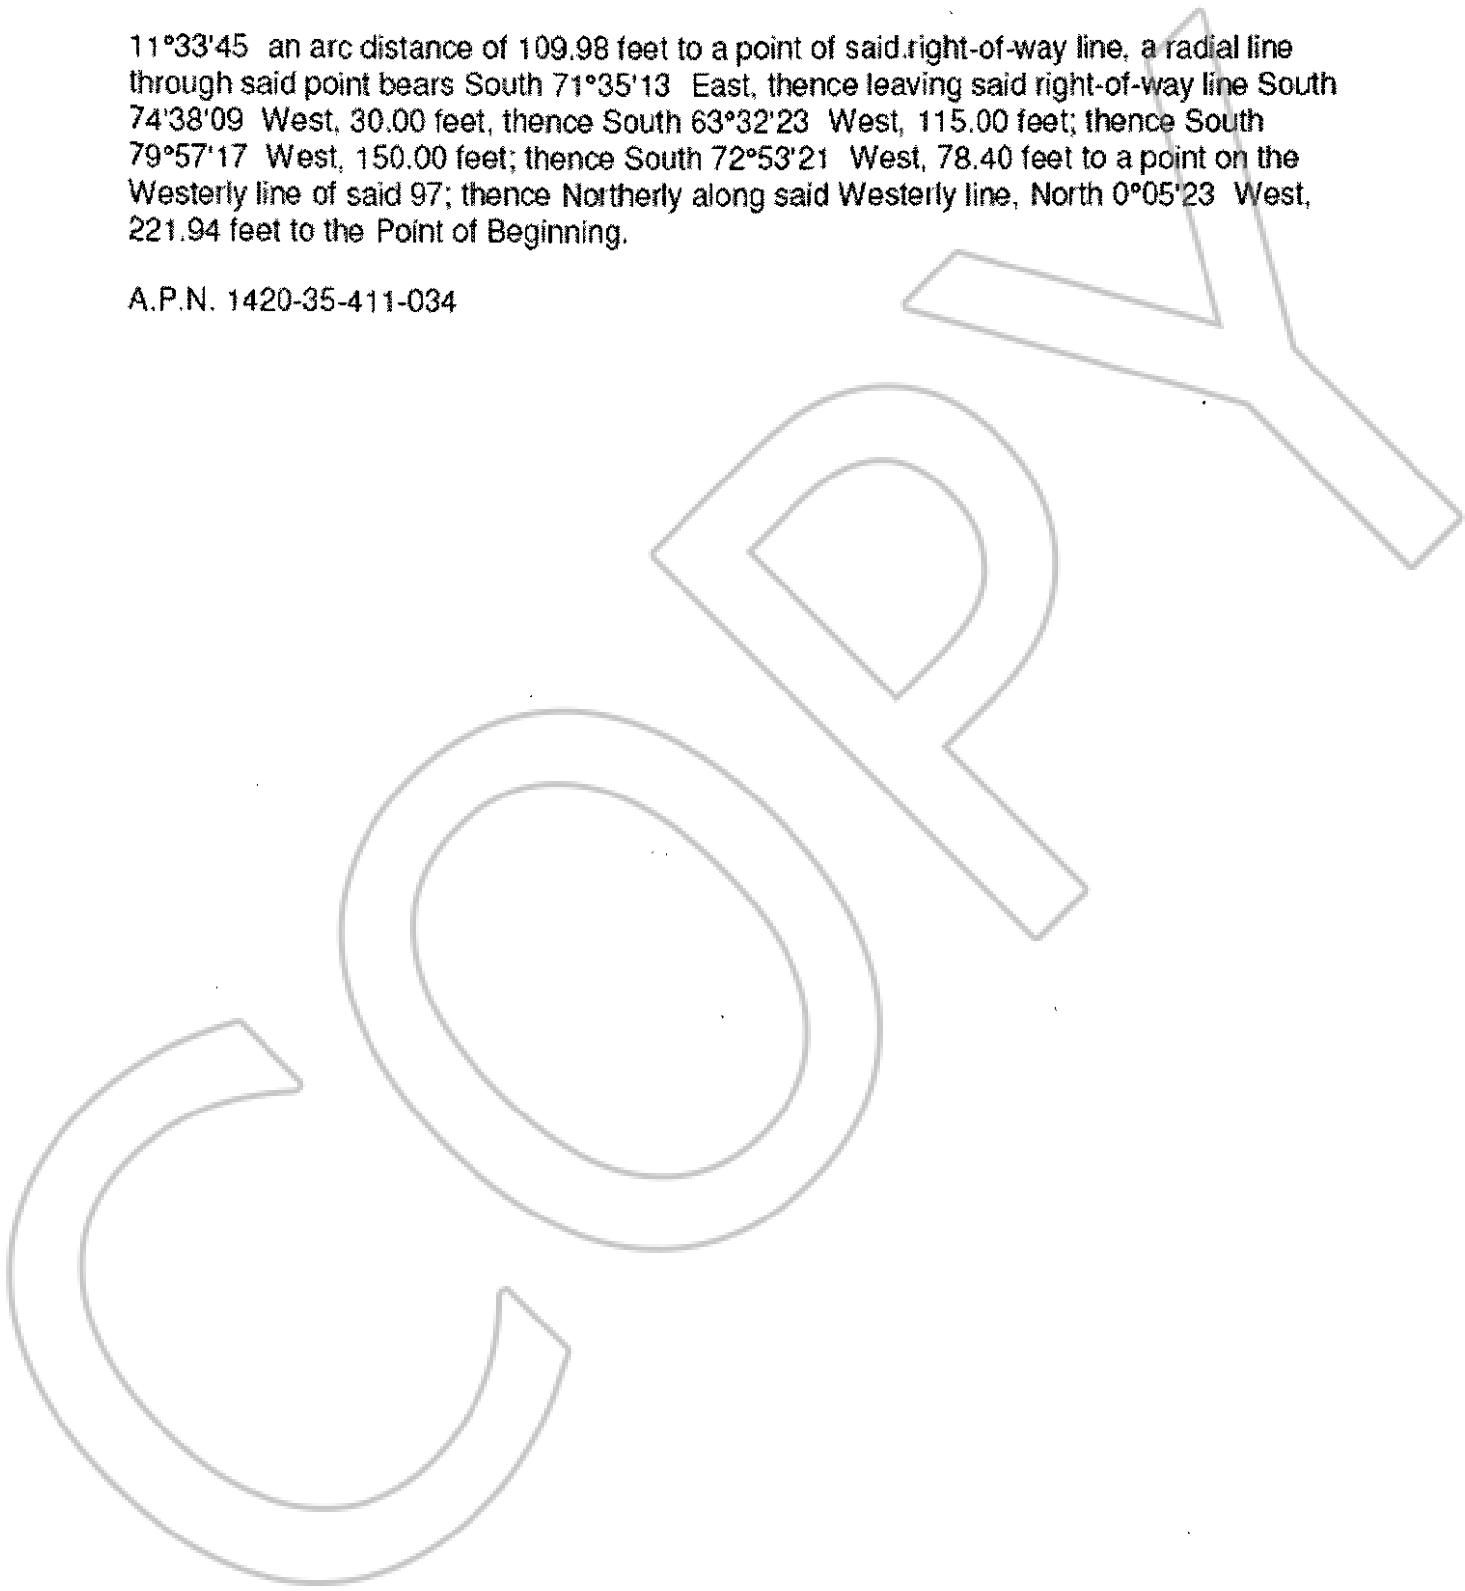 11°33'45  an arc distance of 109.98 feet to a point of said right-of-way line, a radial line
through said point bears South 71°35'13  East, thence leaving said right-of-way line South
74'38'09  West, 30.00 feet, thence South 63°32'23  West, 115.00 feet; thence South
79°57'17  West, 150.00 feet; thence South 72°53'21  West, 78.40 feet to a point on the
Westerly line of said 97; thence Northerly along said Westerly line, North 0°05'23  West,
221.94 feet to the Point of Beginning.
A.P.N. 1420-35-411-034
COPY